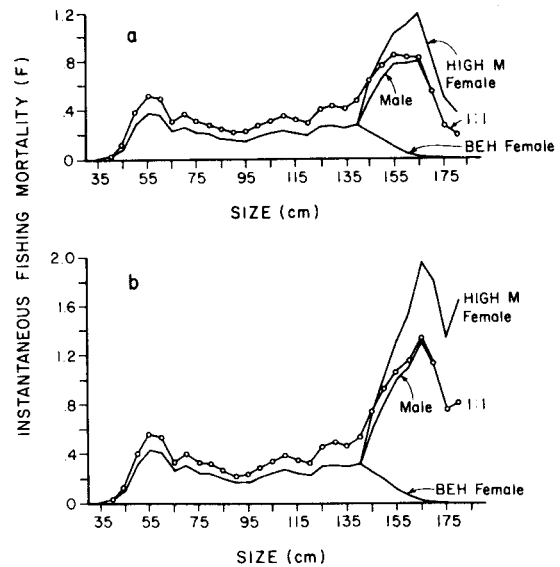 INSTANTANEOUS FISHING MORTALITY (F)
a
1.2
.8
.4
0
HIGH M
Female
Male
1:1
BEH Female
35 55 75 95 115 135 155 175
SIZE (cm)
b
2.0
1.6
1.2
.8
.4
0
HIGH M
Female
Male
1:1
BEH Female
35 55 75 95 115 135 155 175
SIZE (cm)